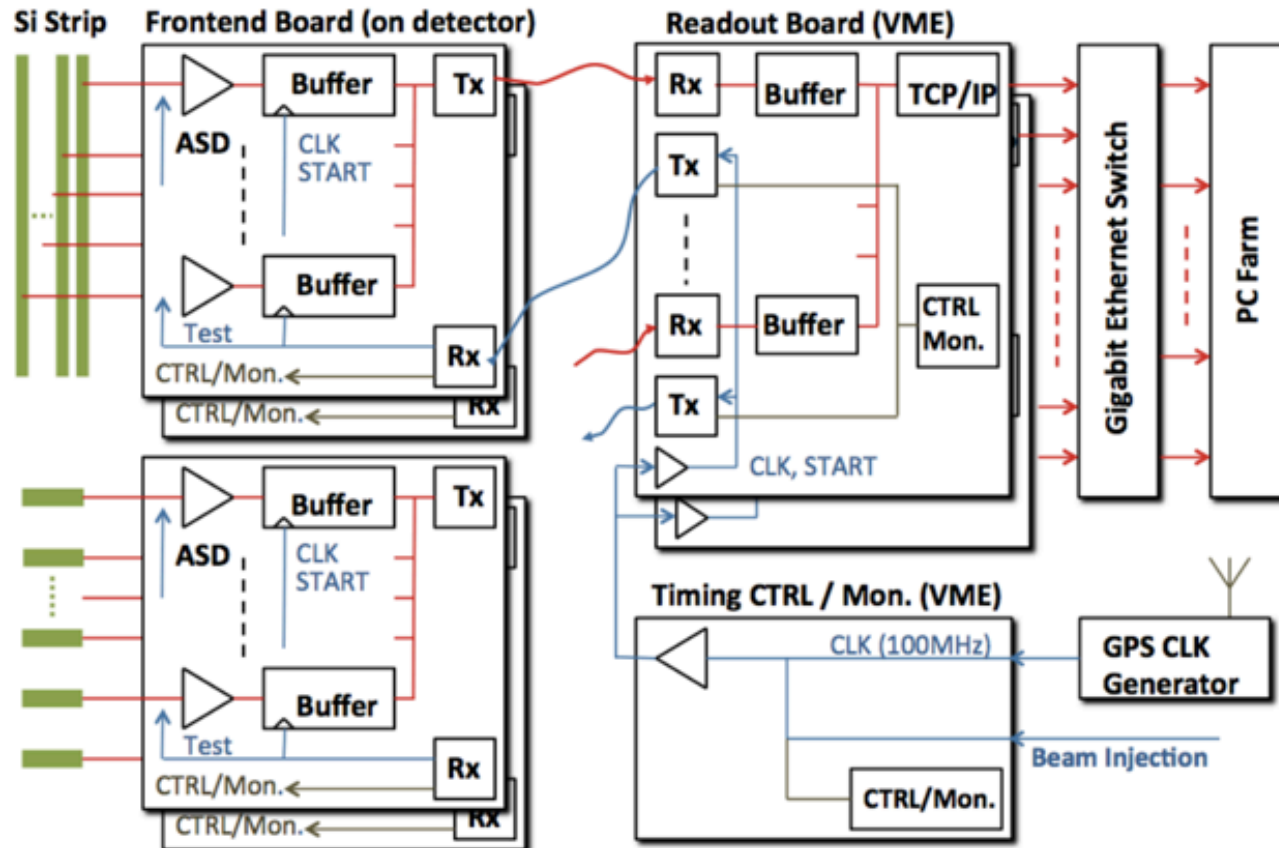 Si Strip
Frontend Board (on detector)
Readout Board (VME)
Buffer
Tx
ASD
CLK
START
Buffer
Test
Rx
CTRL/Mon.
CTRL/Mon.
Rx
Rx
Buffer
TCP/IP
Tx
Rx
Buffer
CTRL
Mon.
Tx
CLK, START
Gigabit Ethernet Switch
PC Farm
Buffer
Tx
ASD
CLK
START
Buffer
Test
Rx
CTRL/Mon.
CTRL/Mon.
Rx
Timing CTRL / Mon. (VME)
CLK (100MHz)
GPS CLK
Generator
Beam Injection
CTRL/Mon.